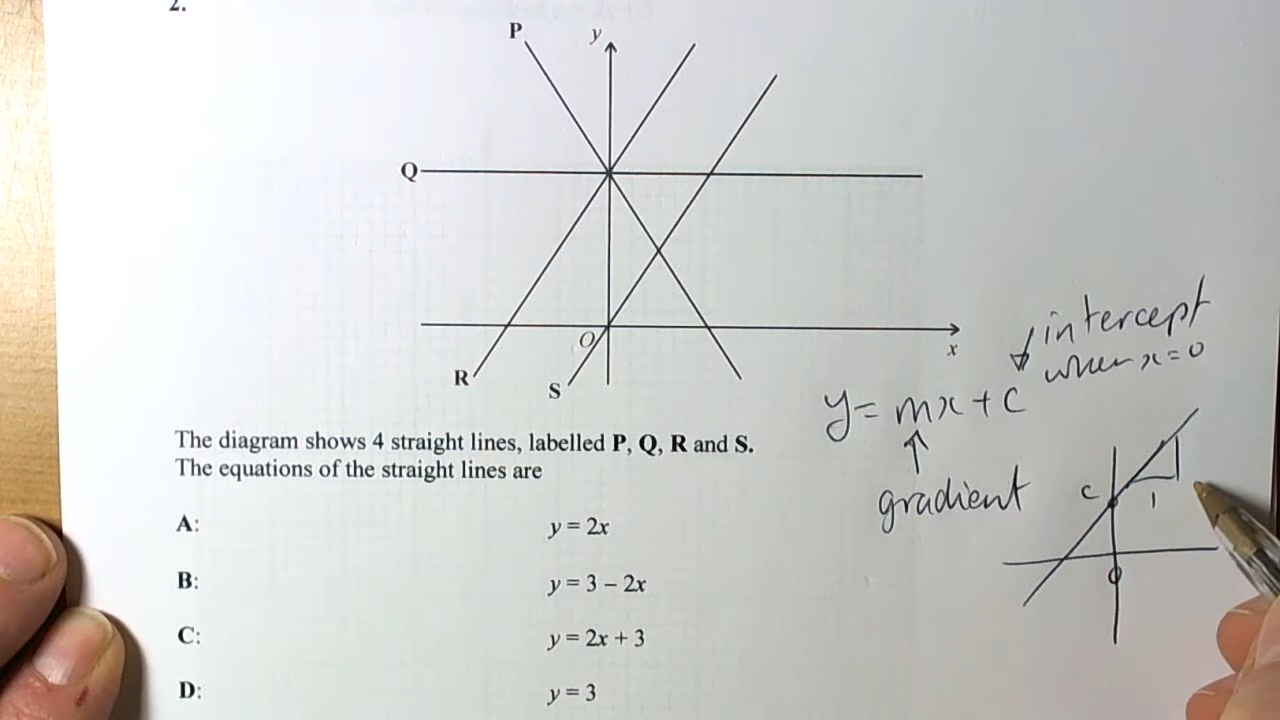 2.
P
y
Q
O
x
R
S
intercept
when x = 0
y = mx + c
gradient
c
1
O
The diagram shows 4 straight lines, labelled P, Q, R and S.
The equations of the straight lines are
A: y = 2x
B: y = 3 – 2x
C: y = 2x + 3
D: y = 3